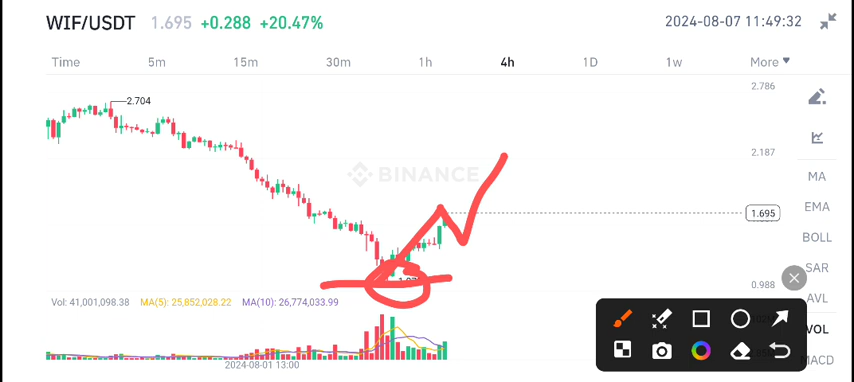 WIF/USDT 1.695 +0.288 +20.47% 2024-08-07 11:49:32
Time 5m 15m 30m 1h 4h 1D 1w More
2.786
2.704
2.187
BINANCE
MA
1.695
EMA
BOLL
SAR
0.988
AVL
Vol: 41,001,098.38 MA(5): 25,852,028.22 MA(10): 26,774,033.99
VOL
MACD
2024-08-01 13:00